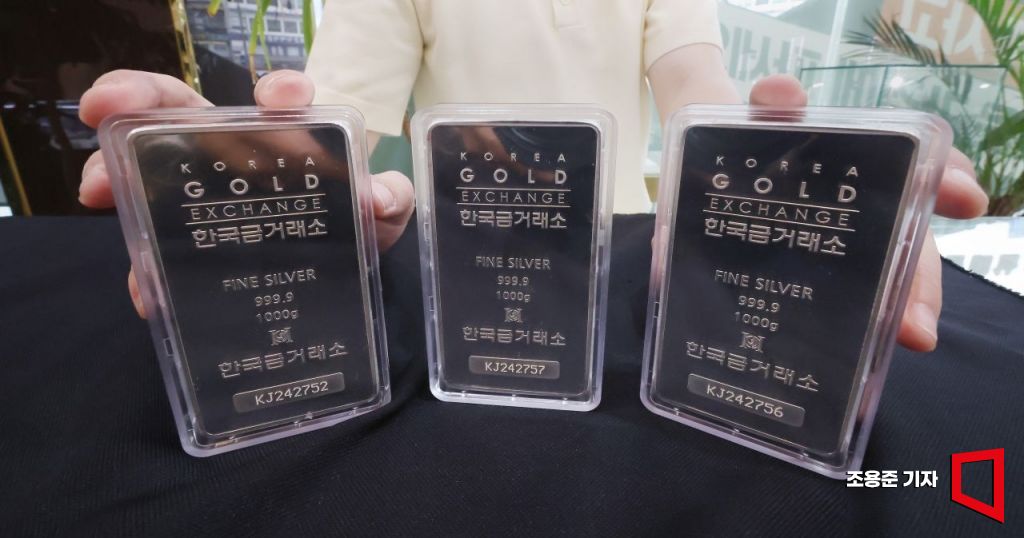 KOREA
GOLD
EXCHANGE
한국금거래소
FINE SILVER
999.9
1000g
한국금거래소
KJ242752
KOREA
GOLD
EXCHANGE
한국금거래소
FINE SILVER
999.9
1000g
한국금거래소
KJ242757
KOREA
GOLD
EXCHANGE
한국금거래소
FINE SILVER
999.9
1000g
한국금거래소
KJ242756
조용준 기자